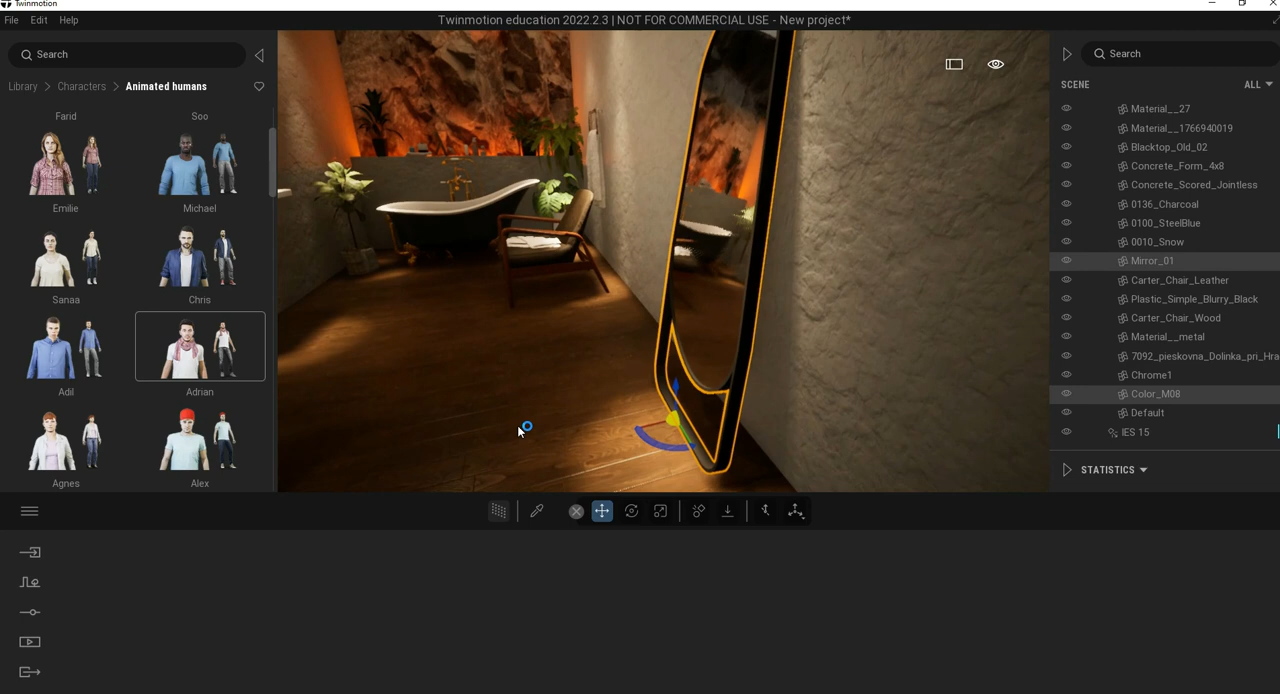 Twinmotion
File Edit Help
Twinmotion education 2022.2.3 | NOT FOR COMMERCIAL USE - New project*
Search
Library > Characters > Animated humans
Farid Soo
Emilie Michael
Sanaa Chris
Adil Adrian
Agnes Alex
Search
SCENE ALL
Material__27
Material__1766940019
Blacktop_Old_02
Concrete_Form_4x8
Concrete_Scored_Jointless
0136_Charcoal
0100_SteelBlue
0010_Snow
Mirror_01
Carter_Chair_Leather
Plastic_Simple_Blurry_Black
Carter_Chair_Wood
Material__metal
7092_pieskovna_Dolinka_pri_Hra
Chrome1
Color_M08
Default
IES 15
STATISTICS